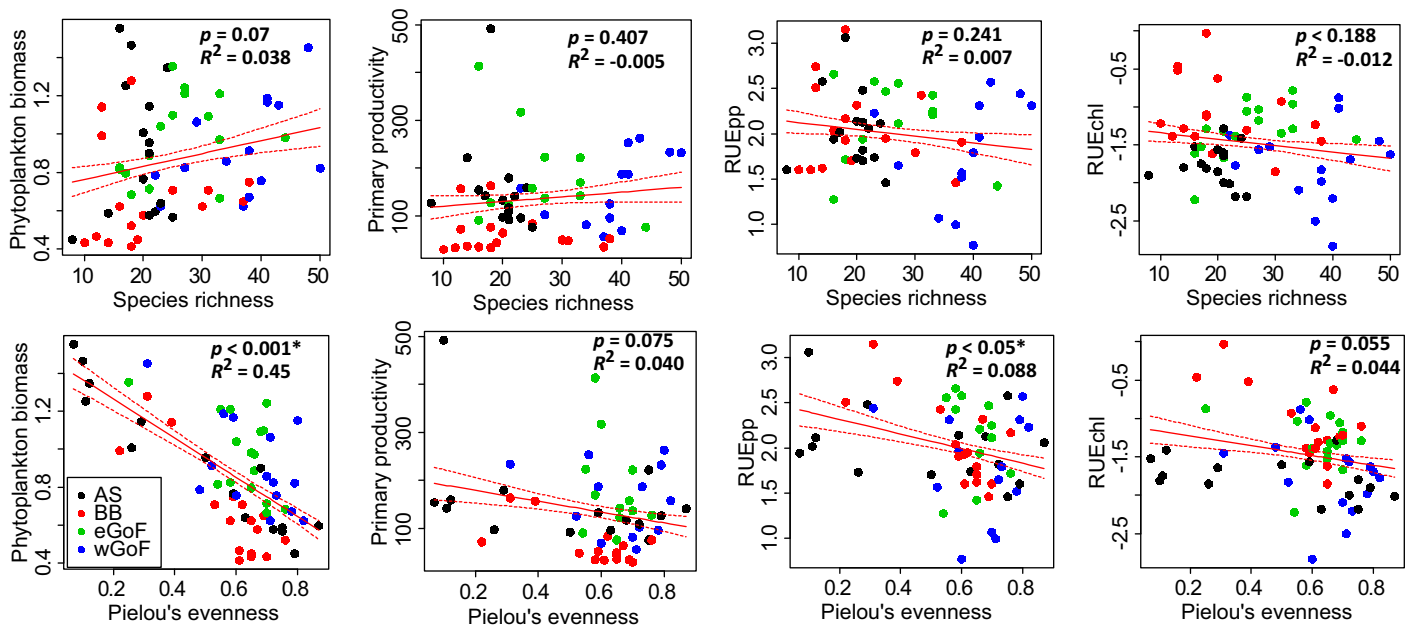 p = 0.07
R² = 0.038
Phytoplankton biomass
0.4 0.8 1.2
10 20 30 40 50
Species richness
p = 0.407
R² = -0.005
Primary productivity
100 300 500
10 20 30 40 50
Species richness
p = 0.241
R² = 0.007
RUEpp
1.0 1.5 2.0 2.5 3.0
10 20 30 40 50
Species richness
p < 0.188
R² = -0.012
RUEchl
-2.5 -1.5 -0.5
10 20 30 40 50
Species richness
p < 0.001*
R² = 0.45
Phytoplankton biomass
0.4 0.8 1.2
AS
BB
eGoF
wGoF
0.2 0.4 0.6 0.8
Pielou's evenness
p = 0.075
R² = 0.040
Primary productivity
100 300 500
0.2 0.4 0.6 0.8
Pielou's evenness
p < 0.05*
R² = 0.088
RUEpp
1.0 1.5 2.0 2.5 3.0
0.2 0.4 0.6 0.8
Pielou's evenness
p = 0.055
R² = 0.044
RUEchl
-2.5 -1.5 -0.5
0.2 0.4 0.6 0.8
Pielou's evenness